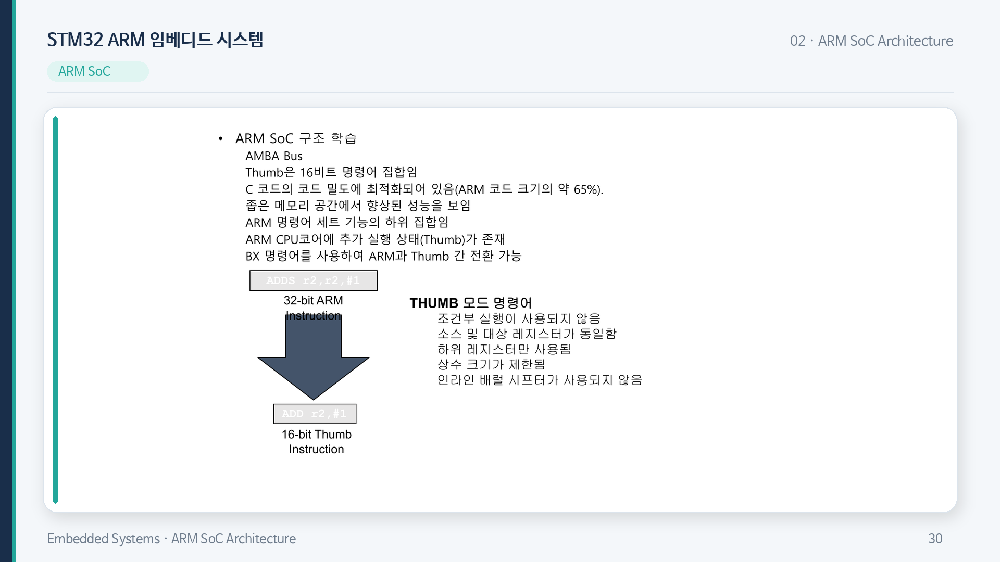 STM32 ARM 임베디드 시스템
02 · ARM SoC Architecture
ARM SoC
• ARM SoC 구조 학습
AMBA Bus
Thumb은 16비트 명령어 집합임
C 코드의 코드 밀도에 최적화되어 있음(ARM 코드 크기의 약 65%).
좁은 메모리 공간에서 향상된 성능을 보임
ARM 명령어 세트 기능의 하위 집합임
ARM CPU코어에 추가 실행 상태(Thumb)가 존재
BX 명령어를 사용하여 ARM과 Thumb 간 전환 가능
ADDS r2,r2,#1
32-bit ARM
Instruction
THUMB 모드 명령어
조건부 실행이 사용되지 않음
소스 및 대상 레지스터가 동일함
하위 레지스터만 사용됨
상수 크기가 제한됨
인라인 배럴 시프터가 사용되지 않음
ADD r2,#1
16-bit Thumb
Instruction
Embedded Systems · ARM SoC Architecture
30